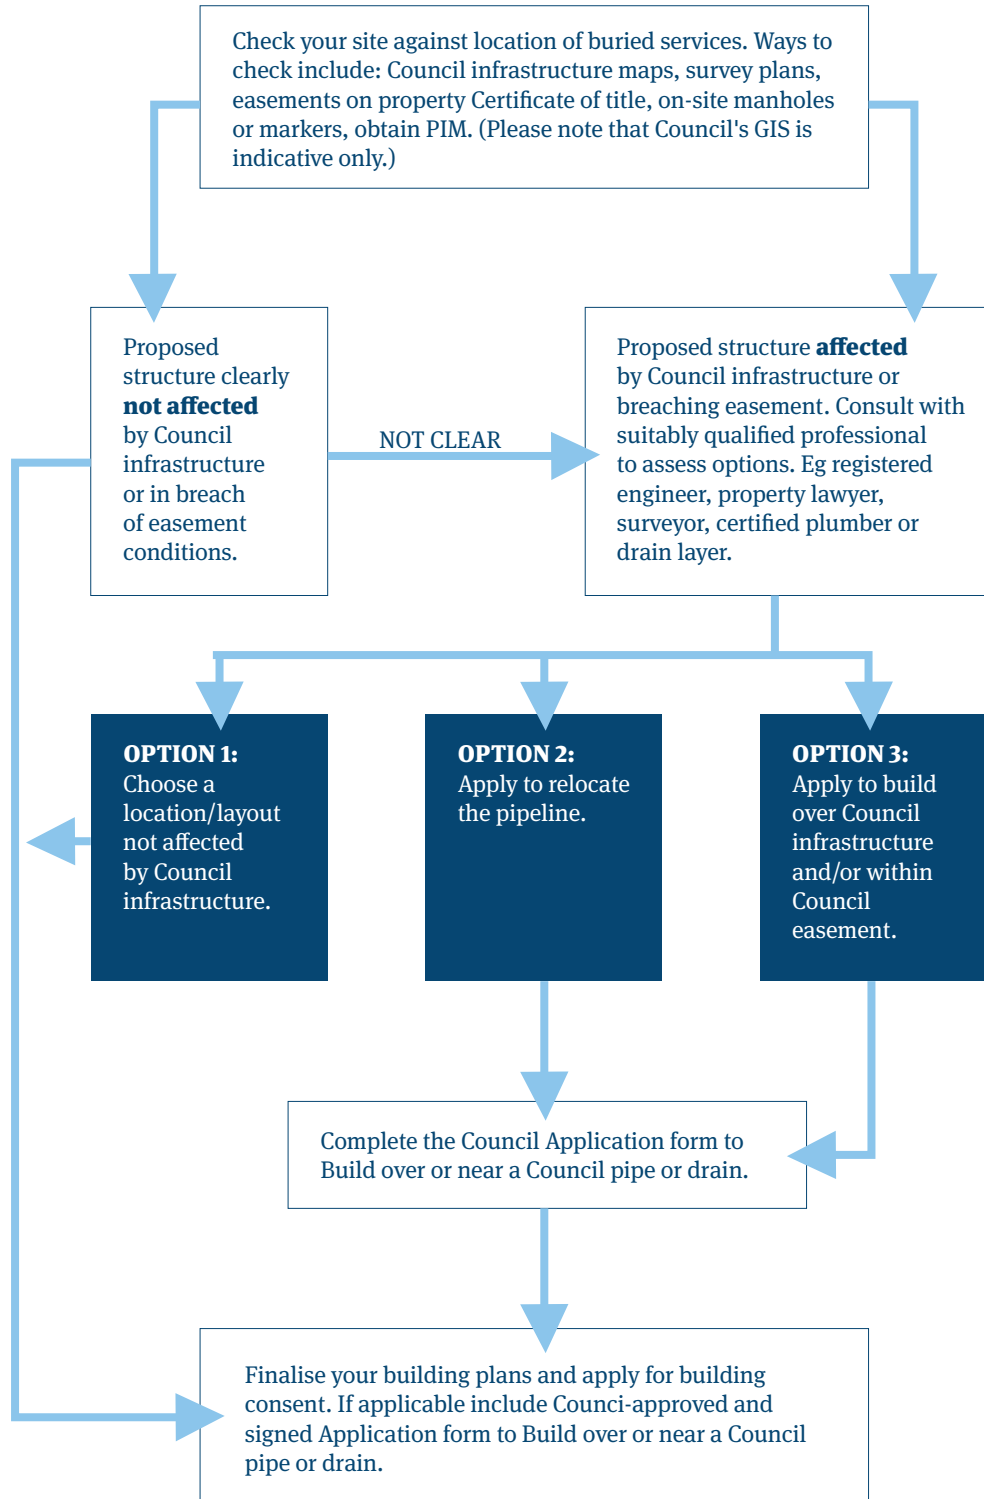 Check your site against location of buried services. Ways to
check include: Council infrastructure maps, survey plans,
easements on property Certificate of title, on-site manholes
or markers, obtain PIM. (Please note that Council's GIS is
indicative only.)
Proposed
structure clearly
not affected
by Council
infrastructure
or in breach
of easement
conditions.
NOT CLEAR
Proposed structure affected
by Council infrastructure or
breaching easement. Consult with
suitably qualified professional
to assess options. Eg registered
engineer, property lawyer,
surveyor, certified plumber or
drain layer.
OPTION 1:
Choose a
location/layout
not affected
by Council
infrastructure.
OPTION 2:
Apply to relocate
the pipeline.
OPTION 3:
Apply to build
over Council
infrastructure
and/or within
Council
easement.
Complete the Council Application form to
Build over or near a Council pipe or drain.
Finalise your building plans and apply for building
consent. If applicable include Counci-approved and
signed Application form to Build over or near a Council
pipe or drain.